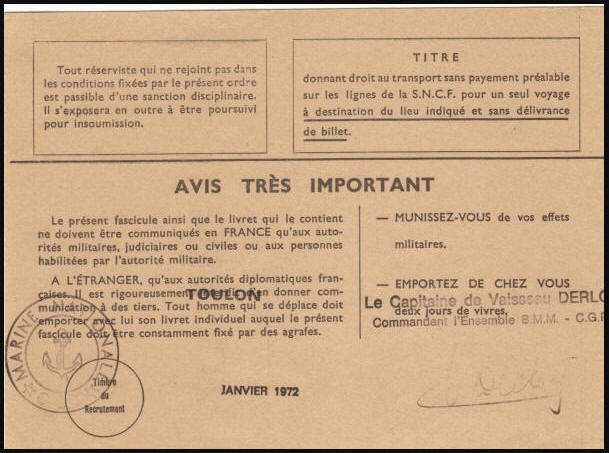 Tout réserviste qui ne rejoint pas dans
les conditions fixées par le présent ordre
est passible d'une sanction disciplinaire.
Il s'exposera en outre à être poursuivi
pour insoumission.
TITRE
donnant droit au transport sans payement préalable
sur les lignes de la S.N.C.F. pour un seul voyage
à destination du lieu indiqué et sans délivrance
de billet.
AVIS TRÈS IMPORTANT
Le présent fascicule ainsi que le livret qui le contient
ne doivent être communiqués en FRANCE qu'aux auto-
rités militaires, judiciaires ou civiles ou aux personnes
habilitées par l'autorité militaire.
A L'ÉTRANGER, qu'aux autorités diplomatiques fran-
çaises. Il est rigoureusement d'en donner com-
munication à des tiers. Tout homme qui se déplace doit
emporter avec lui son livret individuel auquel le présent
fascicule doit être constamment fixé par des agrafes.
TOULON
— MUNISSEZ-VOUS de vos effets
militaires.
— EMPORTEZ DE CHEZ VOUS
deux jours de vivres.
Le Capitaine de Vaisseau DERLO
Commandant l'Ensemble B.M.M. - C.G.F
MARINE
Timbre
du
Recrutement
JANVIER 1972